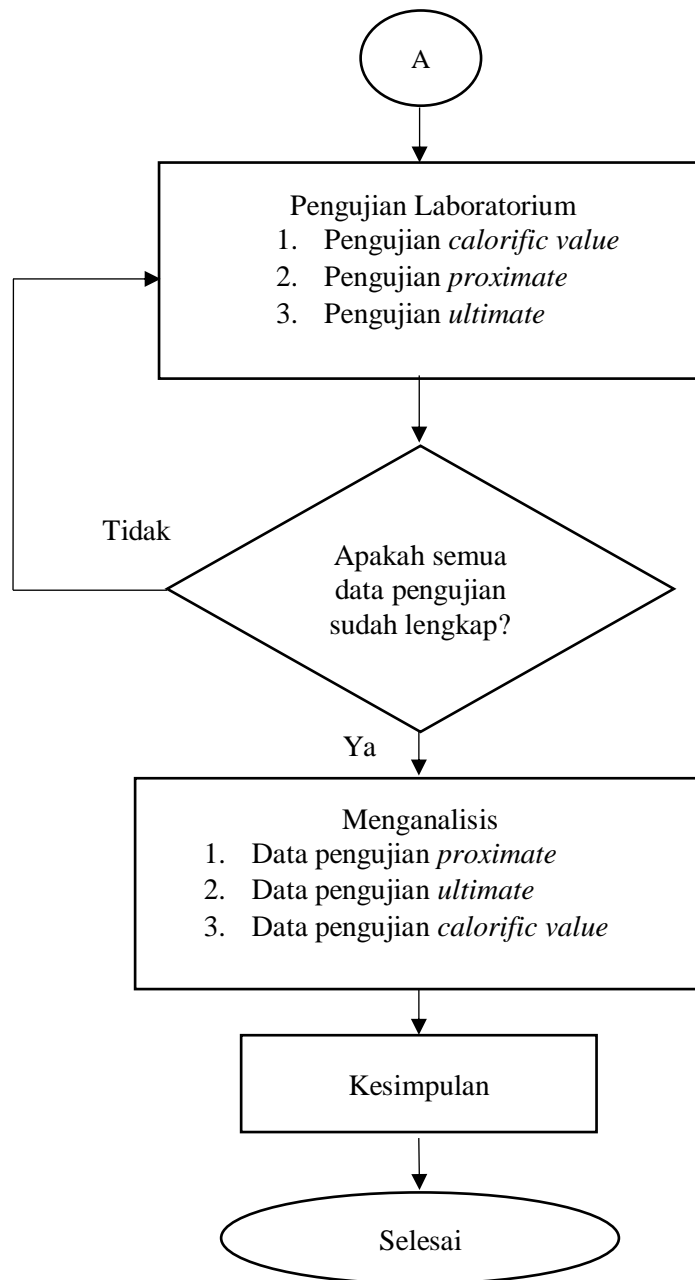 A
Pengujian Laboratorium
1. Pengujian calorific value
2. Pengujian proximate
3. Pengujian ultimate
Tidak
Apakah semua
data pengujian
sudah lengkap?
Ya
Menganalisis
1. Data pengujian proximate
2. Data pengujian ultimate
3. Data pengujian calorific value
Kesimpulan
Selesai